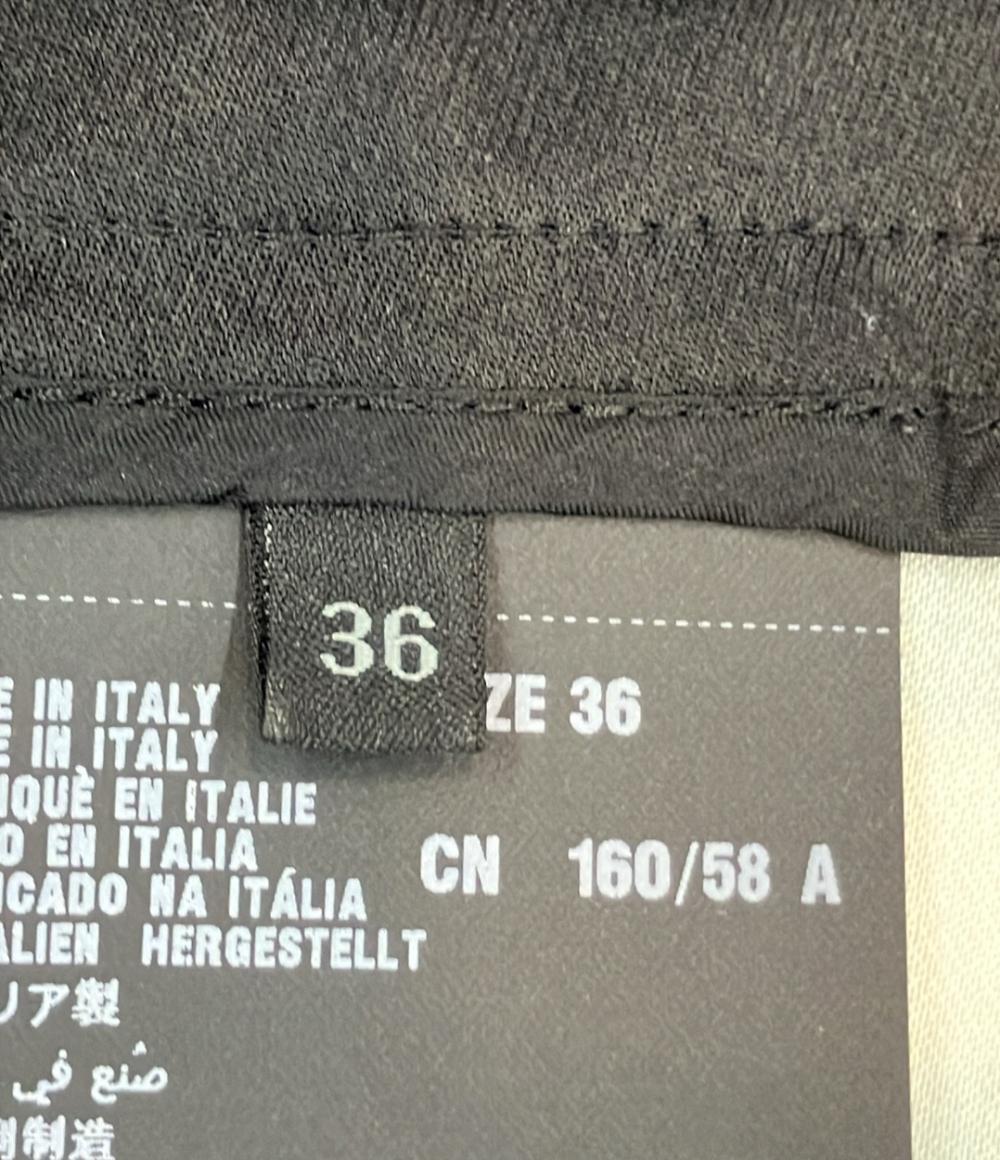 36
ZE 36
E IN ITALY
E IN ITALY
IQUÈ EN ITALIE
O EN ITALIA
CN 160/58 A
ICADO NA ITÁLIA
ALIEN HERGESTELLT
リア製
صُنع في
制造